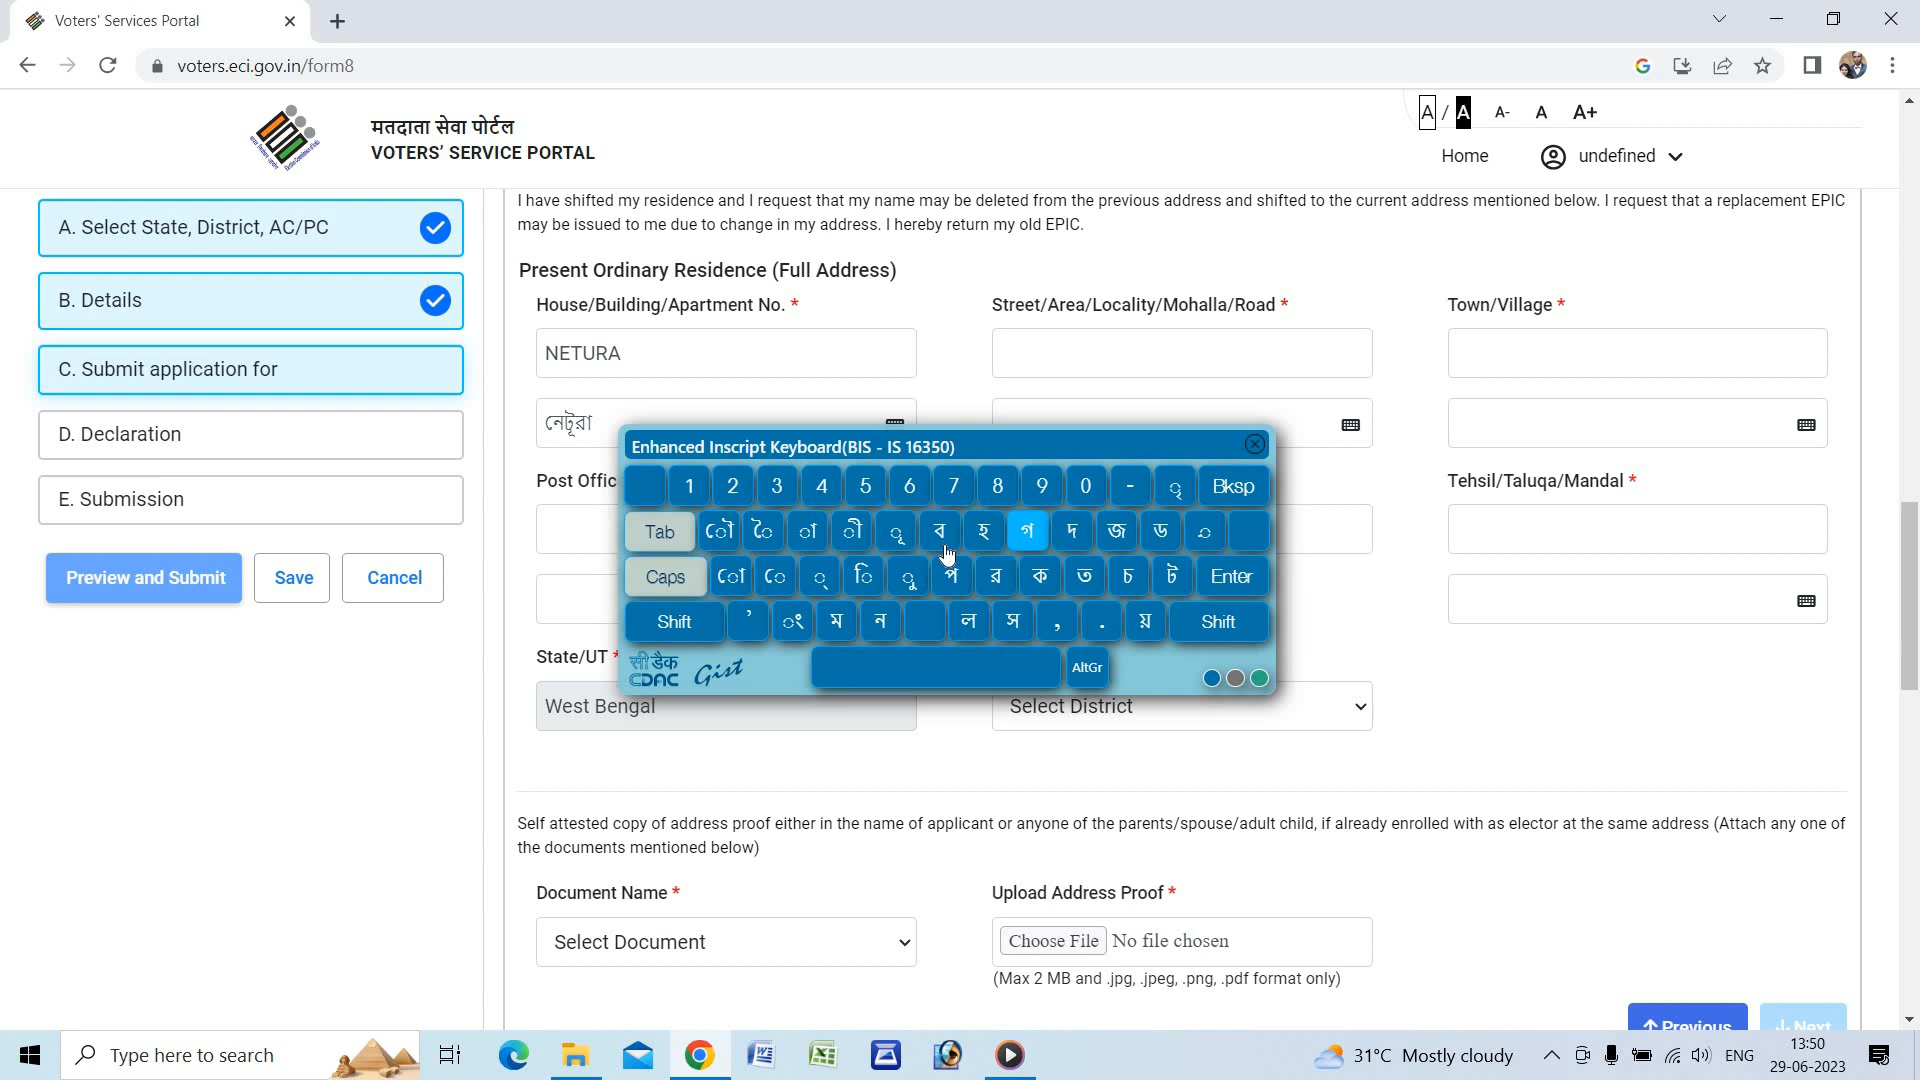 Voters' Services Portal
voters.eci.gov.in/form8
मतदाता सेवा पोर्टल
VOTERS’ SERVICE PORTAL
A / A A- A A+
Home undefined
A. Select State, District, AC/PC
B. Details
C. Submit application for
D. Declaration
E. Submission
Preview and Submit Save Cancel
I have shifted my residence and I request that my name may be deleted from the previous address and shifted to the current address mentioned below. I request that a replacement EPIC
may be issued to me due to change in my address. I hereby return my old EPIC.
Present Ordinary Residence (Full Address)
House/Building/Apartment No. * Street/Area/Locality/Mohalla/Road * Town/Village *
NETURA
নেটূরা
Enhanced Inscript Keyboard(BIS - IS 16350)
1 2 3 4 5 6 7 8 9 0 - ৃ Bksp
Tab ৌ ৈ া ী ূ ব হ গ দ জ ড ़
Caps ো ে ্ ি ু প র ক ত চ ট Enter
Shift ’ ং ম ন ল স , . য় Shift
सी डैक
CDAC Gist AltGr
Post Offic Tehsil/Taluqa/Mandal *
State/UT *
West Bengal Select District
Self attested copy of address proof either in the name of applicant or anyone of the parents/spouse/adult child, if already enrolled with as elector at the same address (Attach any one of
the documents mentioned below)
Document Name * Upload Address Proof *
Select Document Choose File No file chosen
(Max 2 MB and .jpg, .jpeg, .png, .pdf format only)
Previous Next
Type here to search 31°C Mostly cloudy ENG 13:50
29-06-2023